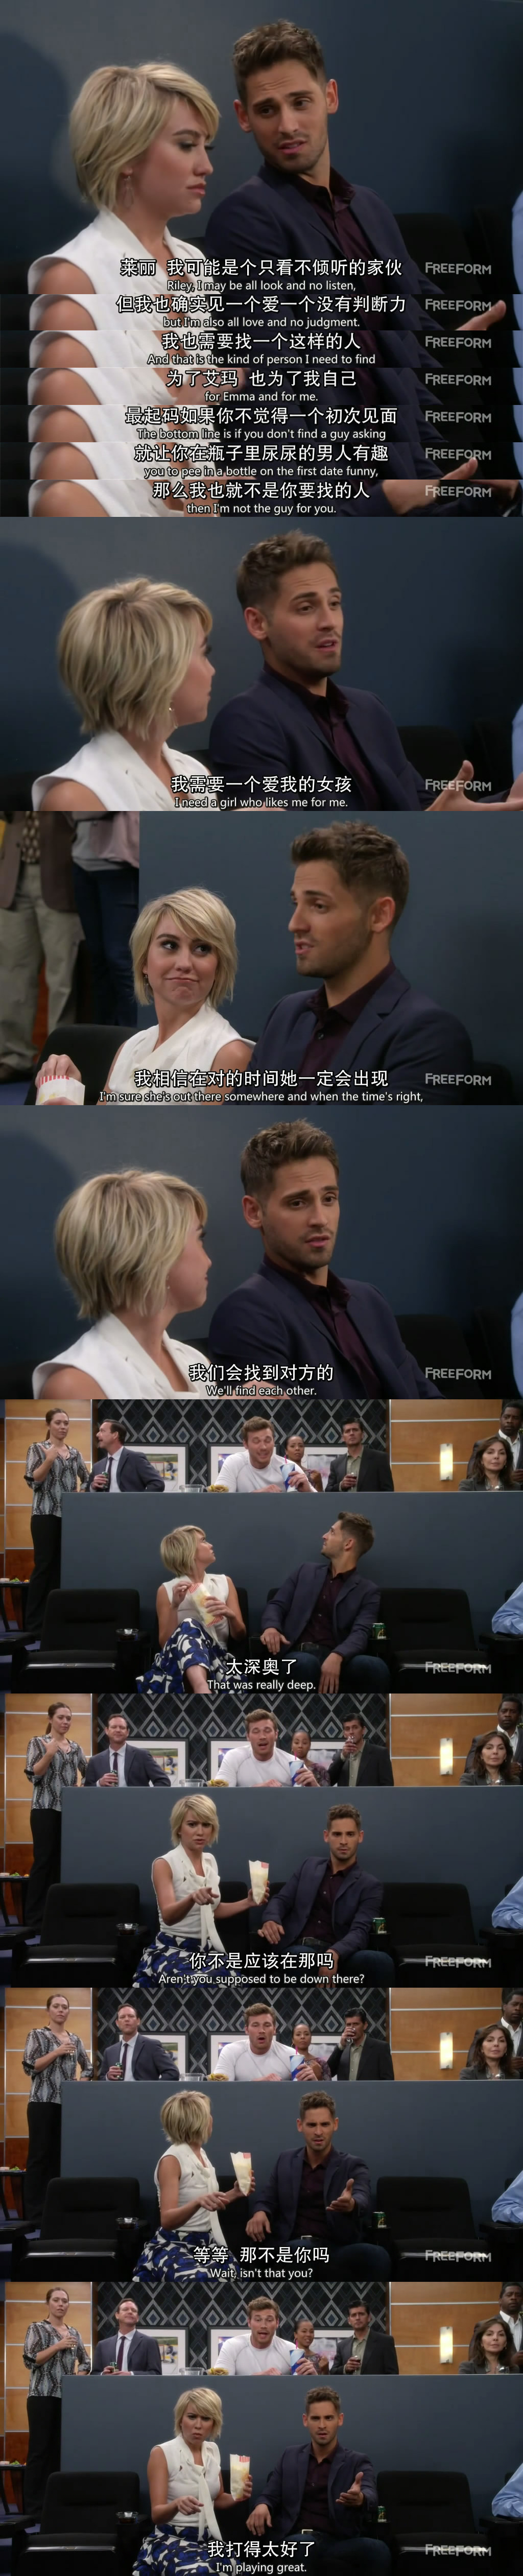 莱丽 我可能是个只看不倾听的家伙
FREEFORM
Riley, I may be all look and no listen,
但我也确实见一个爱一个没有判断力
FREEFORM
but I'm also all love and no judgment.
我也需要找一个这样的人
FREEFORM
And that is the kind of person I need to find
为了艾玛 也为了我自己
FREEFORM
for Emma and for me.
最起码如果你不觉得一个初次见面
FREEFORM
The bottom line is if you don't find a guy asking
就让你在瓶子里尿尿的男人有趣
FREEFORM
you to pee in a bottle on the first date funny,
那么我也就不是你要找的人
FREEFORM
then I'm not the guy for you.
我需要一个爱我的女孩
FREEFORM
I need a girl who likes me for me.
我相信在对的时间她一定会出现
FREEFORM
I'm sure she's out there somewhere and when the time's right,
我们会找到对方的
FREEFORM
We'll find each other.
太深奥了
FREEFORM
That was really deep.
你不是应该在那吗
FREEFORM
Aren't you supposed to be down there?
等等 那不是你吗
FREEFORM
Wait, isn't that you?
我打得太好了
FREEFORM
I'm playing great.